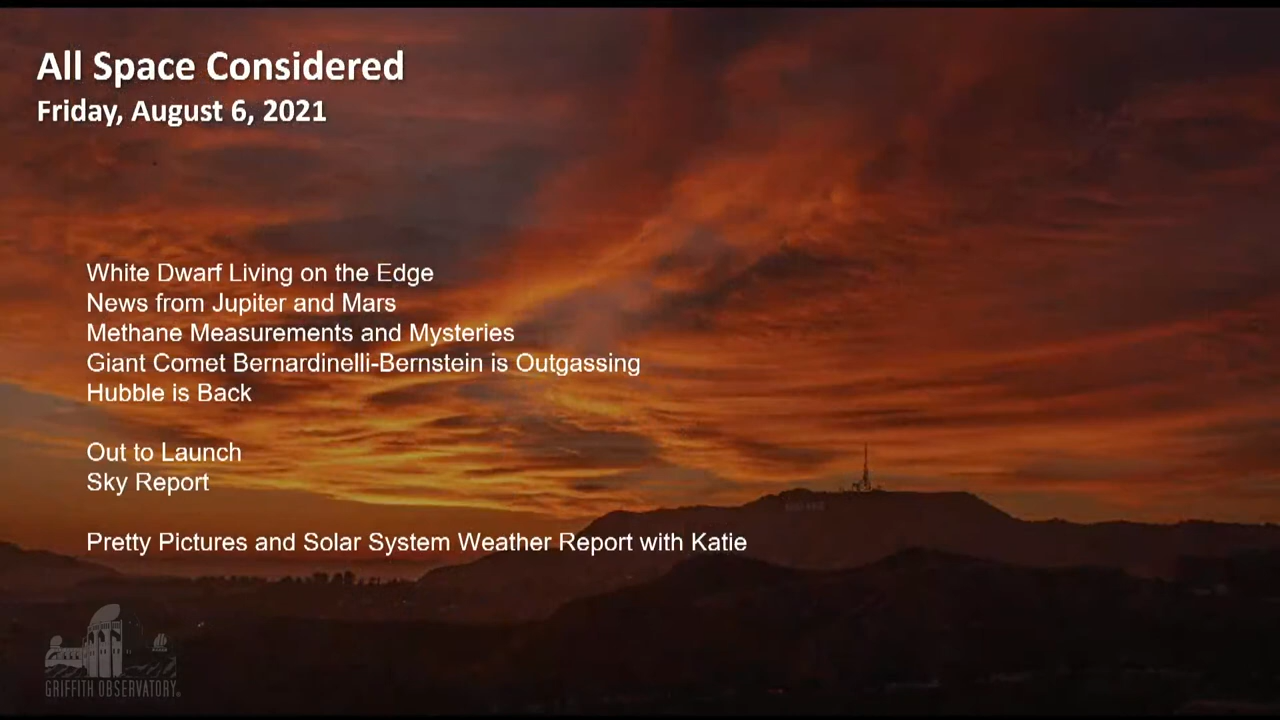 All Space Considered
Friday, August 6, 2021
White Dwarf Living on the Edge
News from Jupiter and Mars
Methane Measurements and Mysteries
Giant Comet Bernardinelli-Bernstein is Outgassing
Hubble is Back
Out to Launch
Sky Report
Pretty Pictures and Solar System Weather Report with Katie
GRIFFITH OBSERVATORY